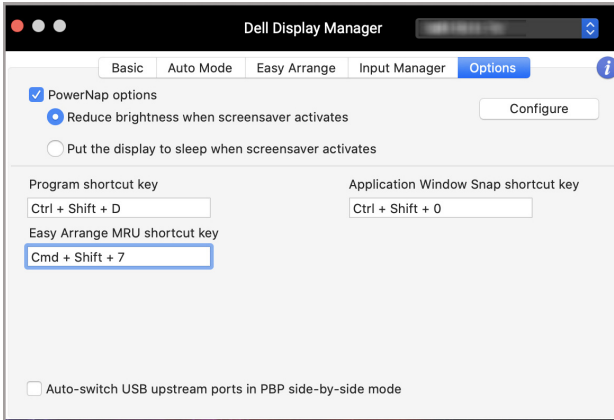 Dell Display Manager
Basic Auto Mode Easy Arrange Input Manager Options i
PowerNap options
Configure
Reduce brightness when screensaver activates
Put the display to sleep when screensaver activates
Program shortcut key Application Window Snap shortcut key
Ctrl + Shift + D Ctrl + Shift + 0
Easy Arrange MRU shortcut key
Cmd + Shift + 7
Auto-switch USB upstream ports in PBP side-by-side mode